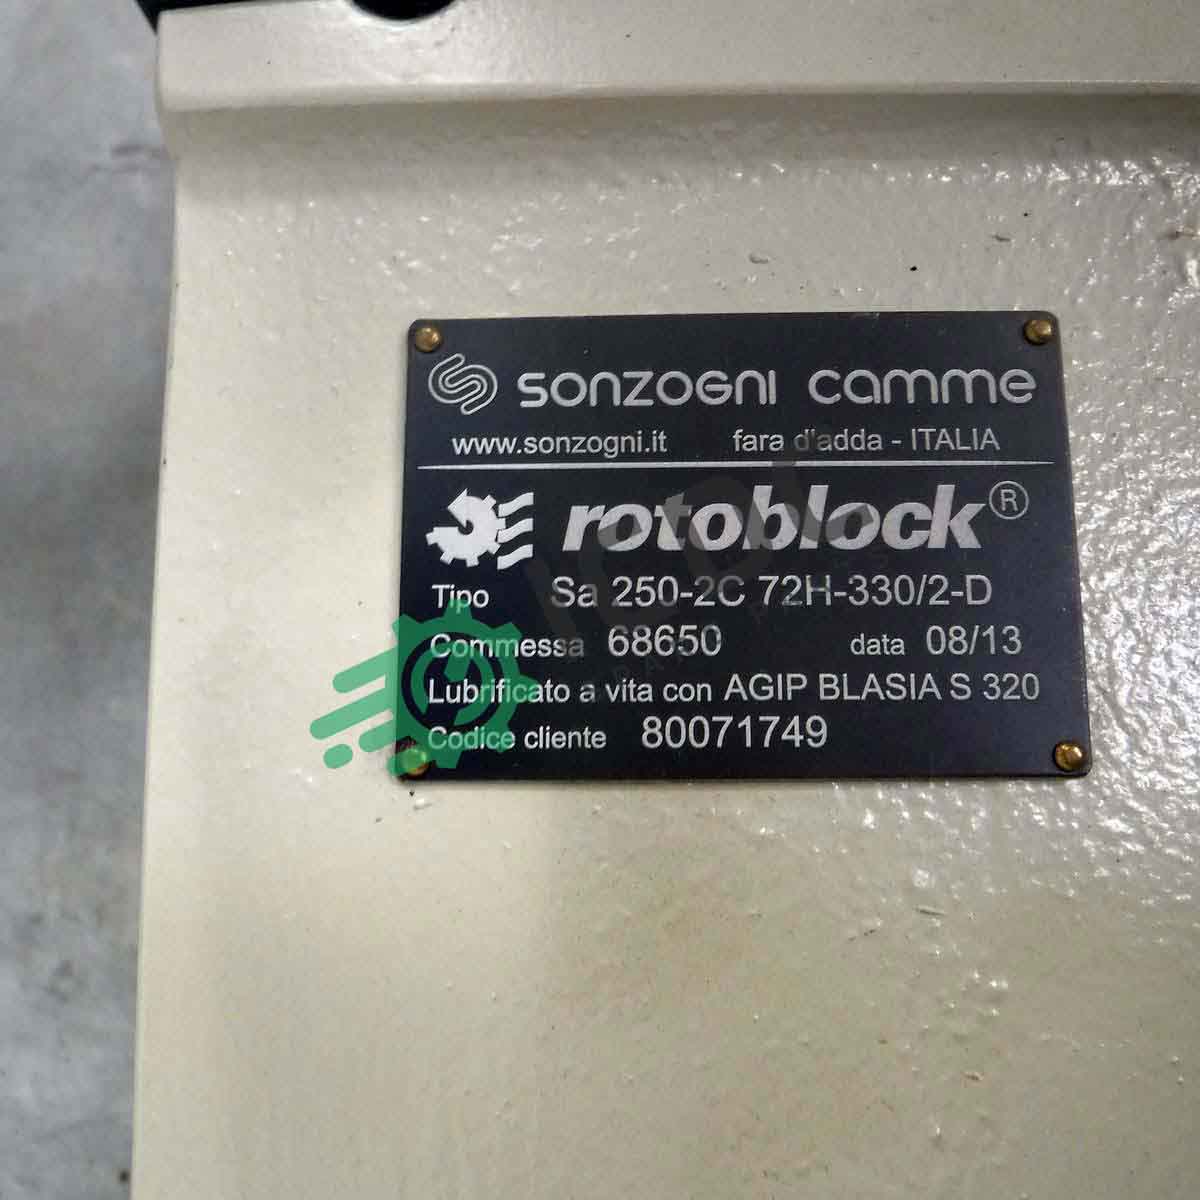 sonzogni camme
www.sonzogni.it fara d'adda - ITALIA
rotoblock®
Tipo Sa 250-2C 72H-330/2-D
Commessa 68650 data 08/13
Lubrificato a vita con AGIP BLASIA S 320
Codice cliente 80071749